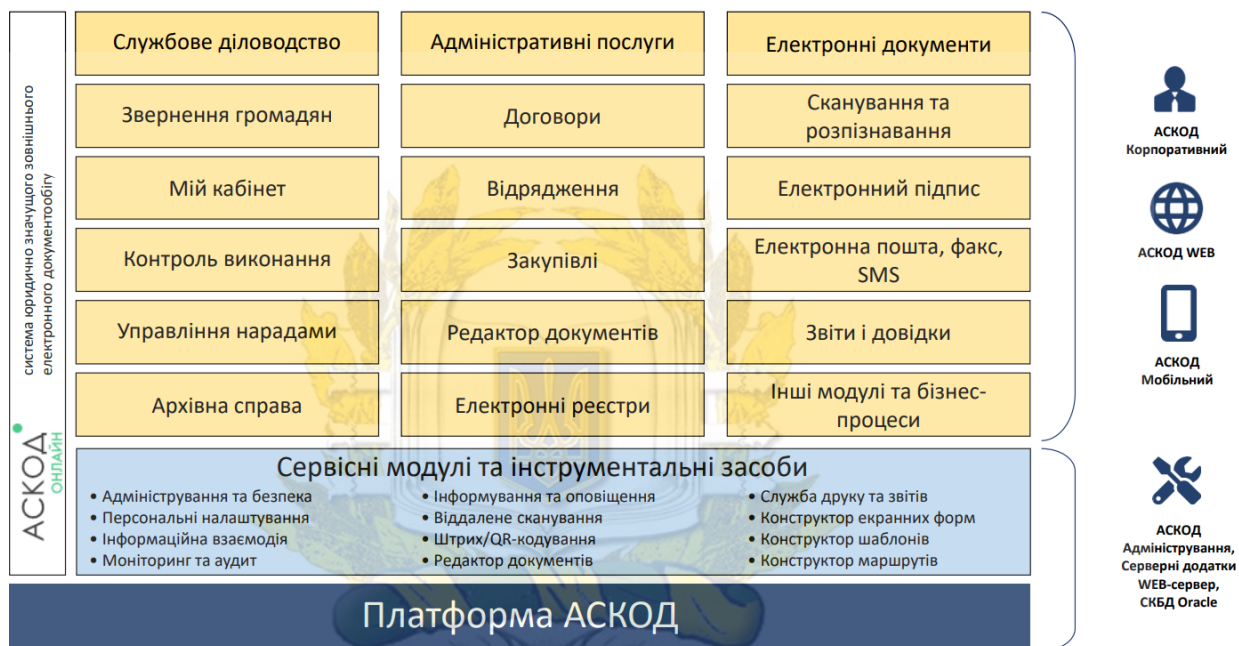 система юридично значущого зовнішнього
електронного документообігу
АСКОД
ОНЛАЙН
Службове діловодство
Адміністративні послуги
Електронні документи
Звернення громадян
Договори
Сканування та
розпізнавання
Мій кабінет
Відрядження
Електронний підпис
Контроль виконання
Закупівлі
Електронна пошта, факс,
SMS
Управління нарадами
Редактор документів
Звіти і довідки
Архівна справа
Електронні реєстри
Інші модулі та бізнес-
процеси
Сервісні модулі та інструментальні засоби
• Адміністрування та безпека
• Персональні налаштування
• Інформаційна взаємодія
• Моніторинг та аудит
• Інформування та оповіщення
• Віддалене сканування
• Штрих/QR-кодування
• Редактор документів
• Служба друку та звітів
• Конструктор екранних форм
• Конструктор шаблонів
• Конструктор маршрутів
Платформа АСКОД
АСКОД
Корпоративний
АСКОД WEB
АСКОД
Мобільний
АСКОД
Адміністрування,
Серверні додатки
WEB-сервер,
СКБД Oracle